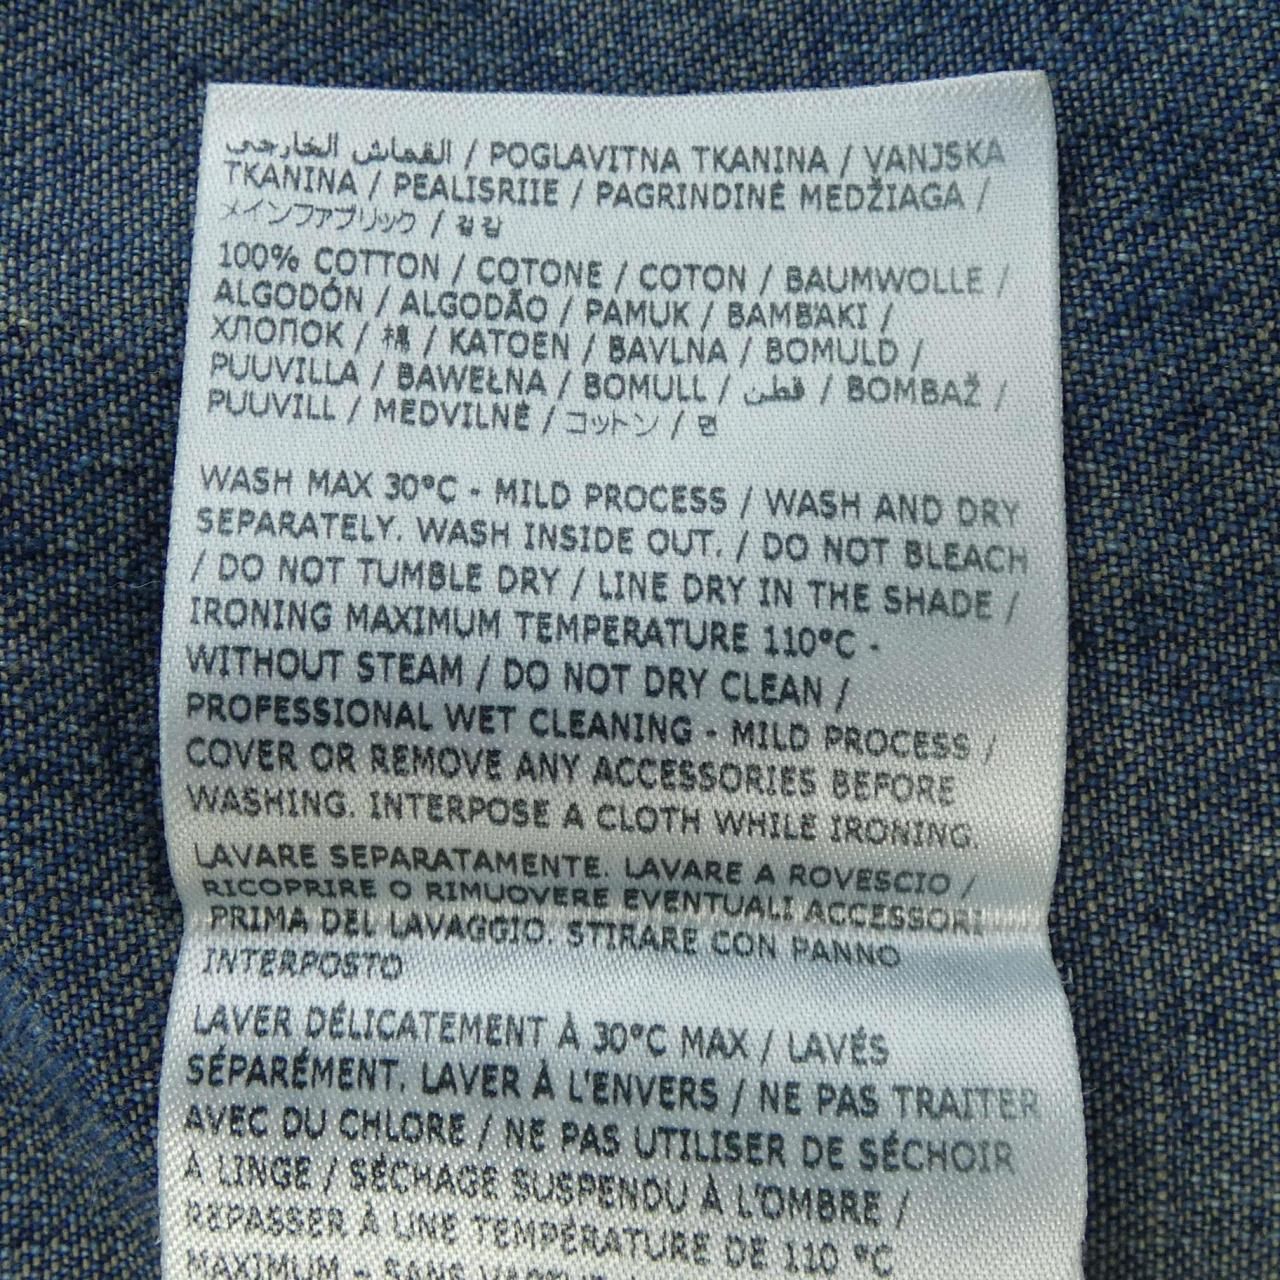 القماش الخارجي / POGLAVITNA TKANINA / VANJSKA
TKANINA / PEALISRIIE / PAGRINDINĖ MEDŽIAGA /
メインファブリック / 겉감
100% COTTON / COTONE / COTON / BAUMWOLLE /
ALGODÓN / ALGODÃO / PAMUK / BAMBAKI /
ХЛОПОК / 棉 / KATOEN / BAVLNA / BOMULD /
PUUVILLA / BAWEŁNA / BOMULL / قطن / BOMBAŽ /
PUUVILL / MEDVILNĖ / コットン / 면
WASH MAX 30°C - MILD PROCESS / WASH AND DRY
SEPARATELY. WASH INSIDE OUT. / DO NOT BLEACH
/ DO NOT TUMBLE DRY / LINE DRY IN THE SHADE /
IRONING MAXIMUM TEMPERATURE 110°C -
WITHOUT STEAM / DO NOT DRY CLEAN /
PROFESSIONAL WET CLEANING - MILD PROCESS /
COVER OR REMOVE ANY ACCESSORIES BEFORE
WASHING. INTERPOSE A CLOTH WHILE IRONING.
LAVARE SEPARATAMENTE. LAVARE A ROVESCIO /
RICOPRIRE O RIMUOVERE EVENTUALI ACCESSORI
PRIMA DEL LAVAGGIO. STIRARE CON PANNO
INTERPOSTO
LAVER DÉLICATEMENT À 30°C MAX / LAVÉS
SÉPARÉMENT. LAVER À L'ENVERS / NE PAS TRAITER
AVEC DU CHLORE / NE PAS UTILISER DE SÉCHOIR
À LINGE / SÉCHAGE SUSPENDU À L'OMBRE /
REPASSER À UNE TEMPÉRATURE DE 110 °C
MAXIMUM - SANS